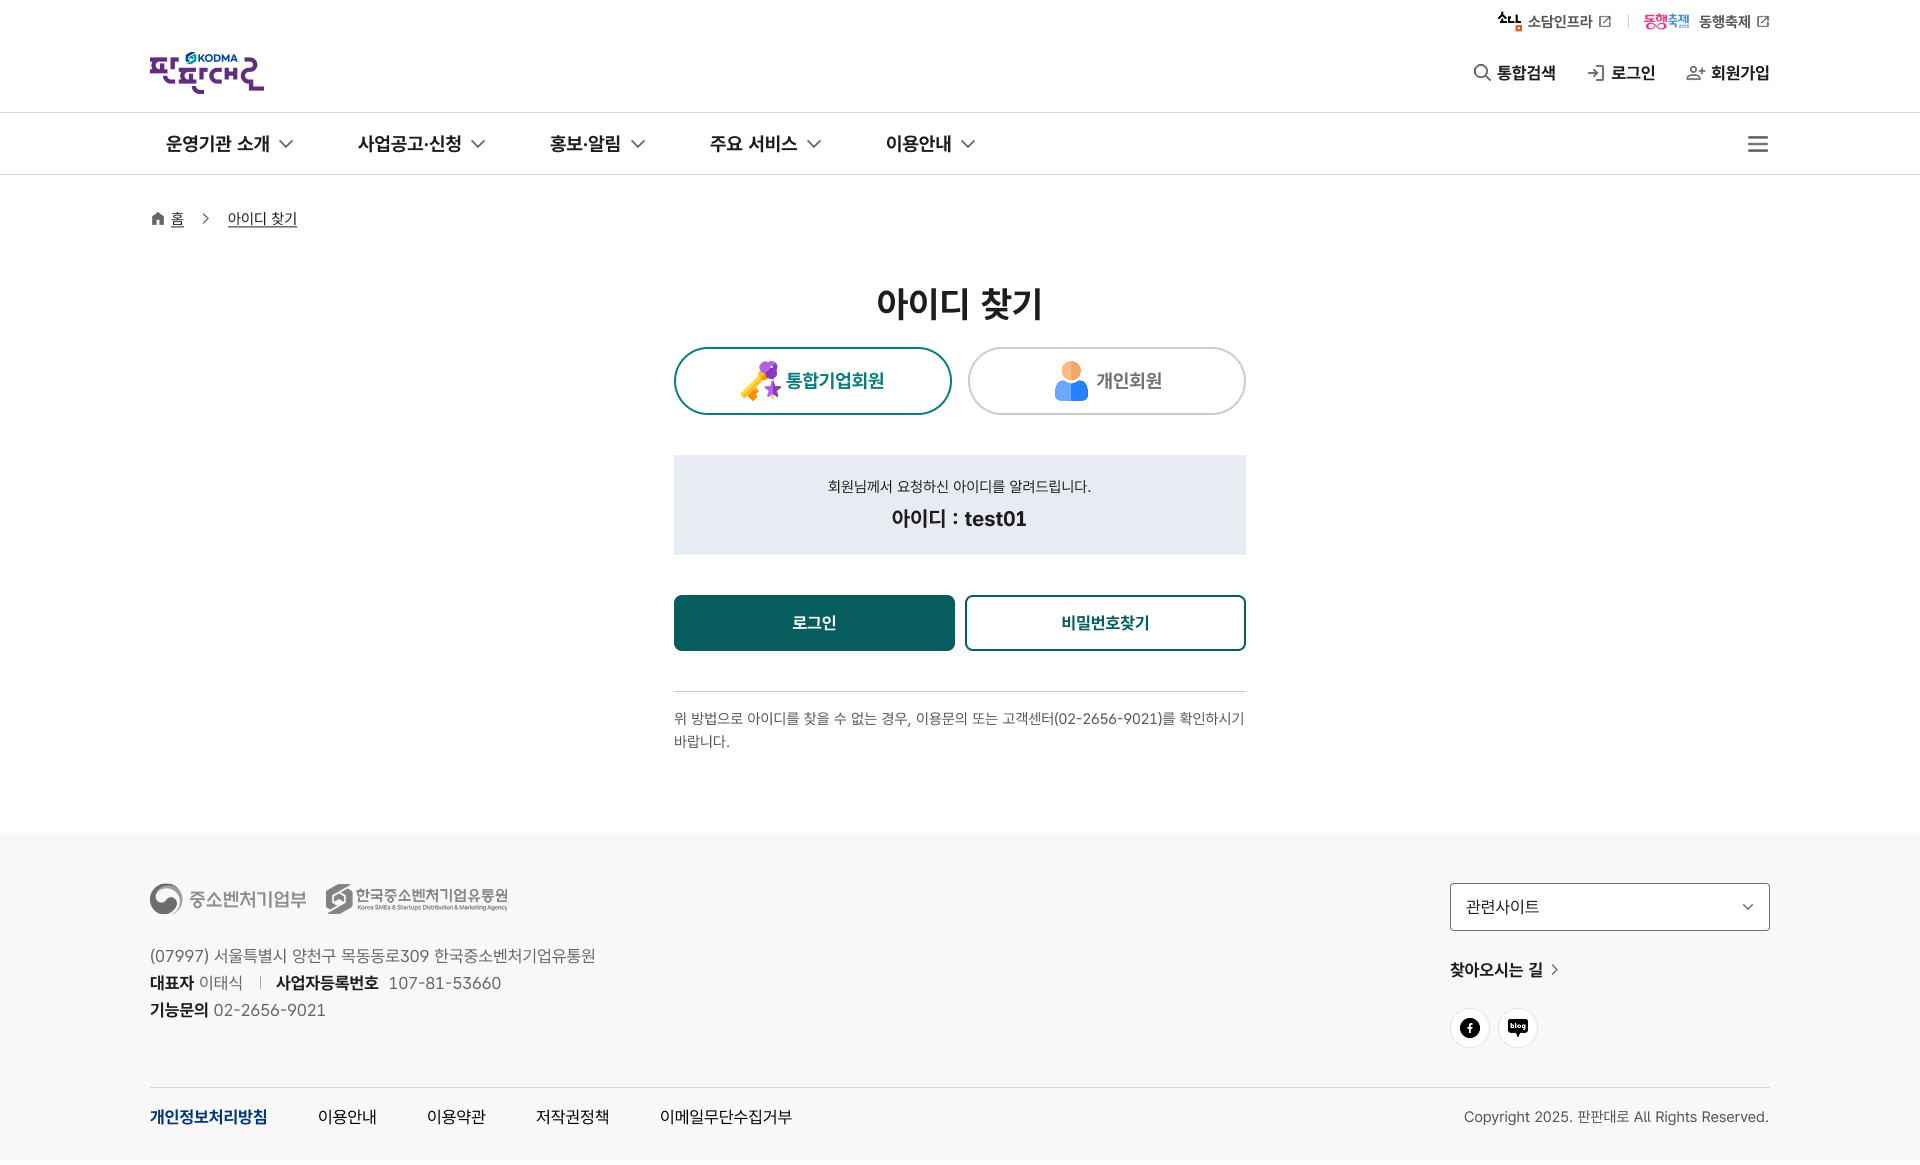 소담 소담인프라
동행축제 2025 동행축제
KODMA
판판대로
통합검색 로그인 회원가입
운영기관 소개 사업공고·신청 홍보·알림 주요 서비스 이용안내
홈 아이디 찾기
아이디 찾기
통합기업회원 개인회원
회원님께서 요청하신 아이디를 알려드립니다.
아이디 : test01
로그인 비밀번호찾기
위 방법으로 아이디를 찾을 수 없는 경우, 이용문의 또는 고객센터(02-2656-9021)를 확인하시기
바랍니다.
중소벤처기업부 한국중소벤처기업유통원
Korea SMEs & Startups Distribution & Marketing Agency
관련사이트
(07997) 서울특별시 양천구 목동동로309 한국중소벤처기업유통원
대표자 이태식 사업자등록번호 107-81-53660
기능문의 02-2656-9021
찾아오시는 길
f blog
개인정보처리방침 이용안내 이용약관 저작권정책 이메일무단수집거부
Copyright 2025. 판판대로 All Rights Reserved.